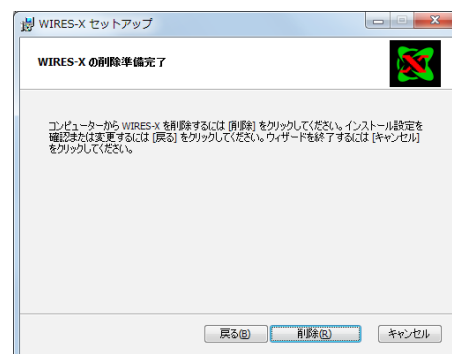 WIRES-X セットアップ
WIRES-X の削除準備完了
コンピューターから WIRES-X を削除するには [削除] をクリックしてください。インストール設定を
確認または変更するには [戻る] をクリックしてください。ウィザードを終了するには [キャンセル]
をクリックしてください。
戻る(B) 削除(R) キャンセル